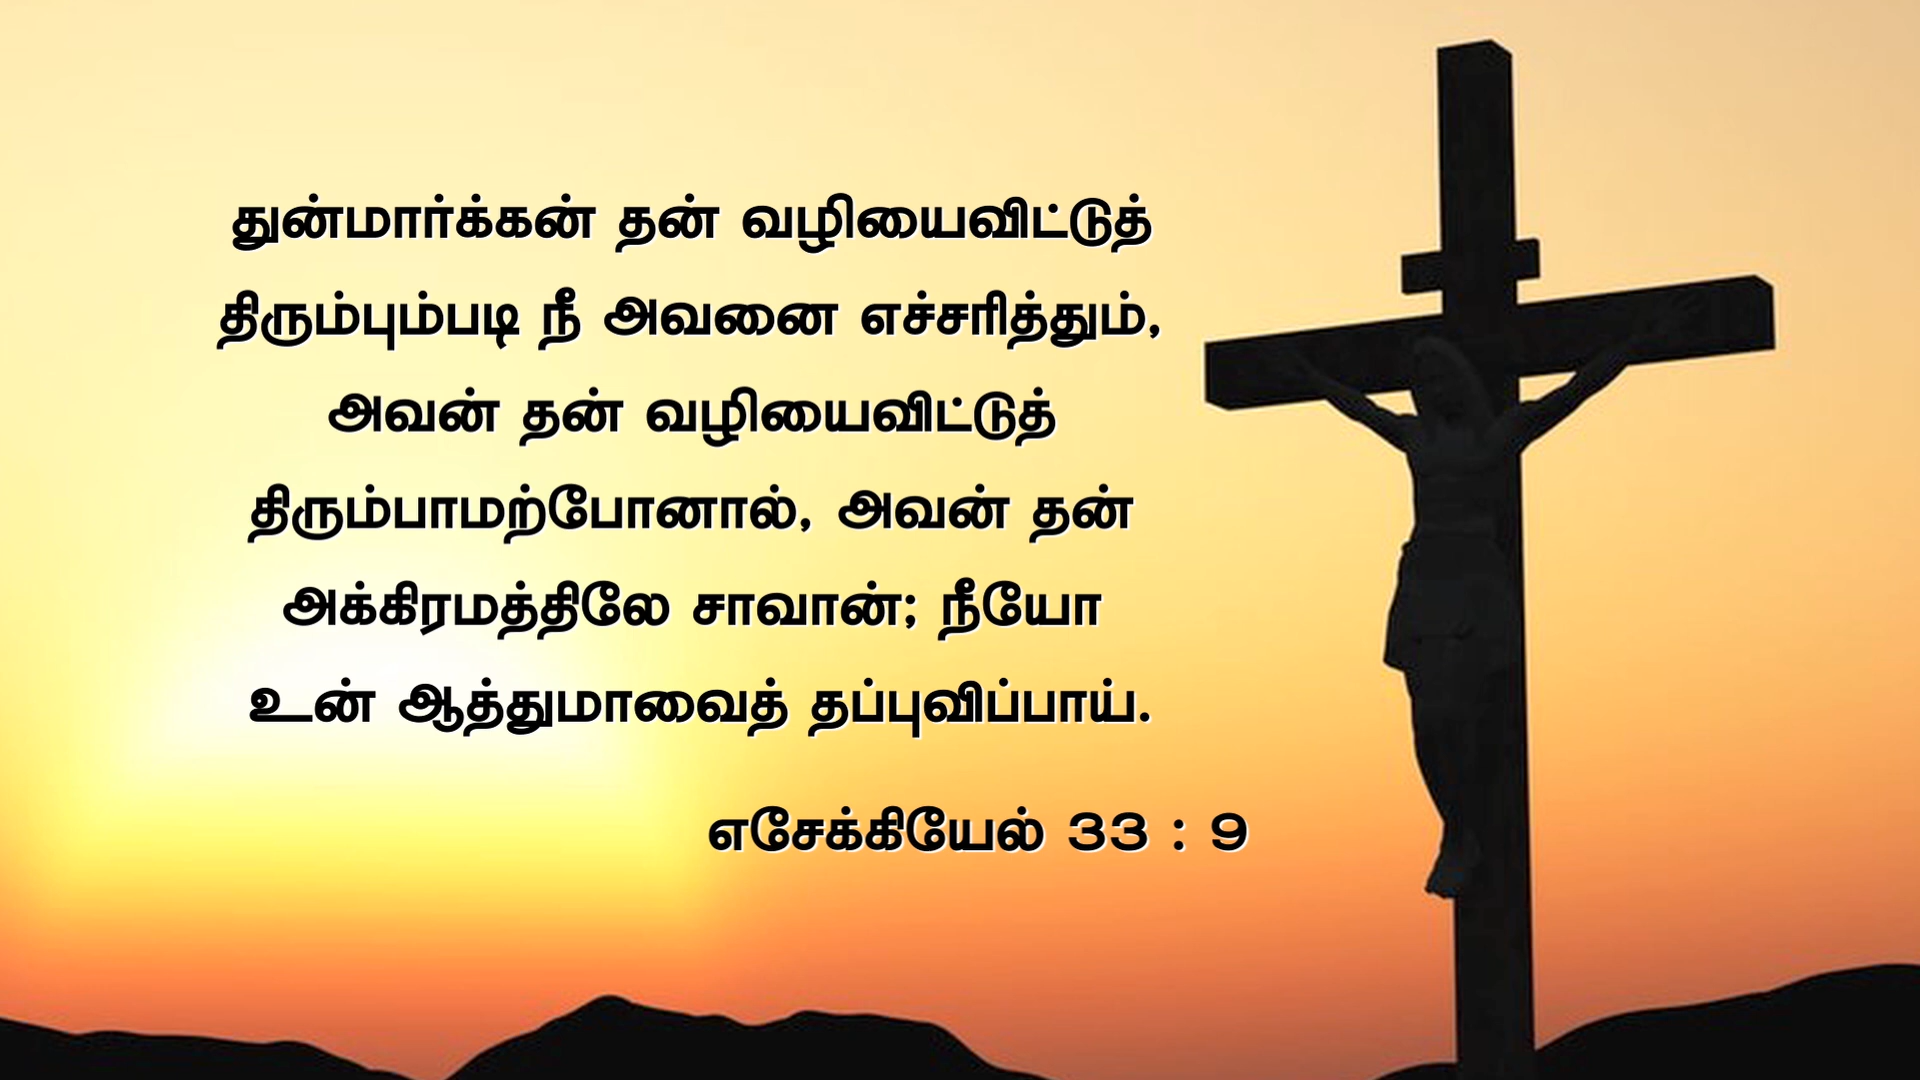 துன்மார்க்கன் தன் வழியைவிட்டுத்
திரும்பும்படி நீ அவனை எச்சரித்தும்,
அவன் தன் வழியைவிட்டுத்
திரும்பாமற்போனால், அவன் தன்
அக்கிரமத்திலே சாவான்; நீயோ
உன் ஆத்துமாவைத் தப்புவிப்பாய்.
எசேக்கியேல் 33 : 9